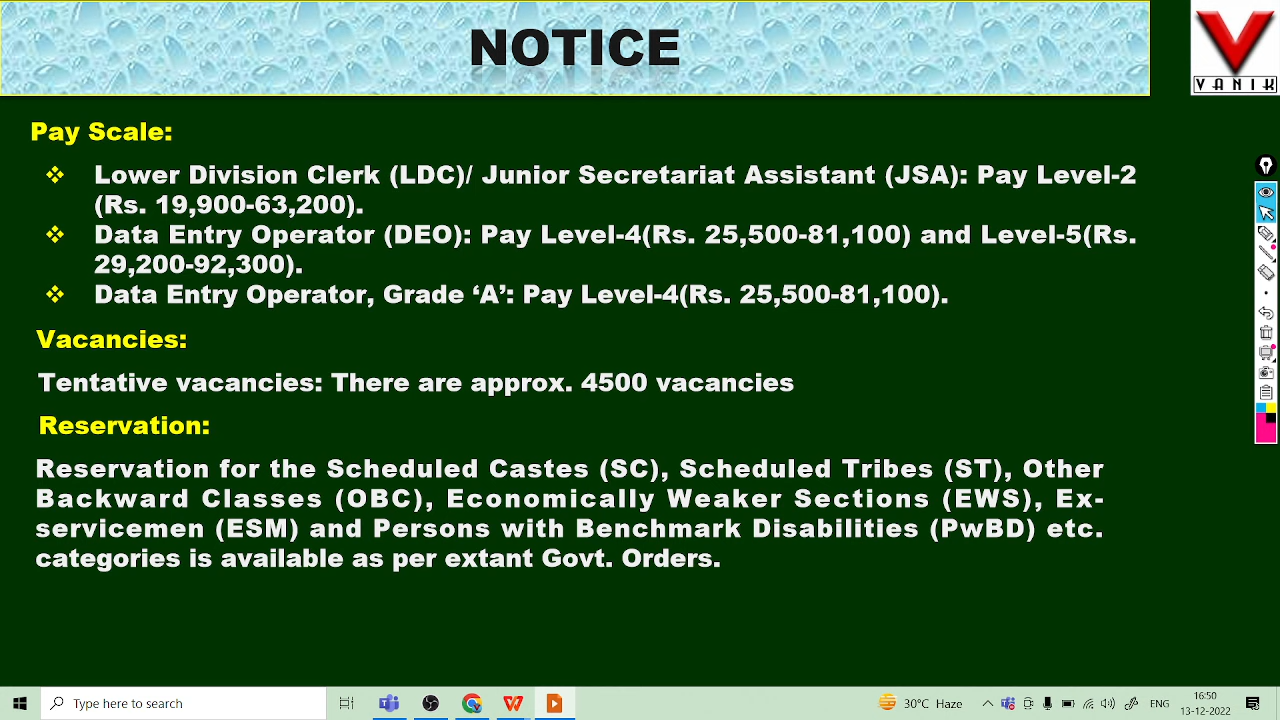 NOTICE
VANIK
Pay Scale:
❖ Lower Division Clerk (LDC)/ Junior Secretariat Assistant (JSA): Pay Level-2
(Rs. 19,900-63,200).
❖ Data Entry Operator (DEO): Pay Level-4(Rs. 25,500-81,100) and Level-5(Rs.
29,200-92,300).
❖ Data Entry Operator, Grade ‘A’: Pay Level-4(Rs. 25,500-81,100).
Vacancies:
Tentative vacancies: There are approx. 4500 vacancies
Reservation:
Reservation for the Scheduled Castes (SC), Scheduled Tribes (ST), Other
Backward Classes (OBC), Economically Weaker Sections (EWS), Ex-
servicemen (ESM) and Persons with Benchmark Disabilities (PwBD) etc.
categories is available as per extant Govt. Orders.
Type here to search
30°C Haze
ENG
16:50
13-12-2022